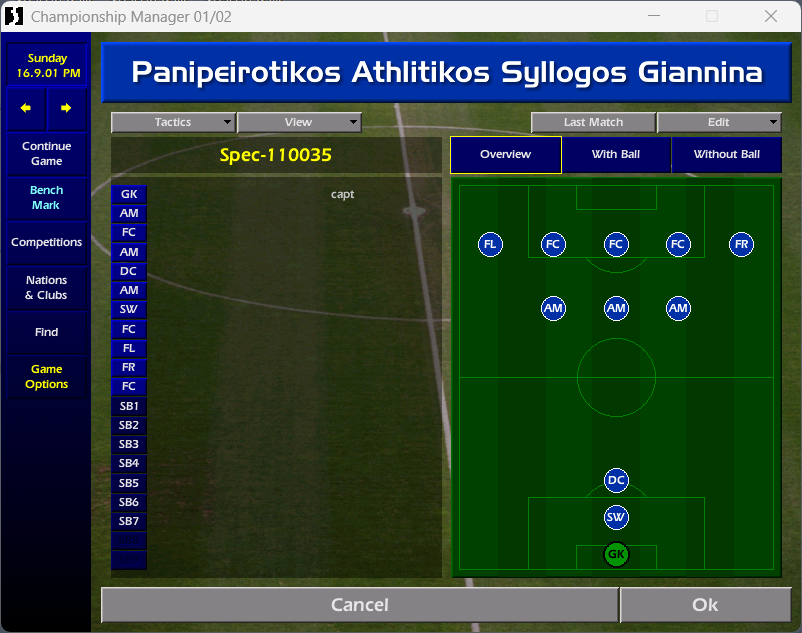 Championship Manager 01/02
Sunday
16.9.01 PM
Continue
Game
Bench
Mark
Competitions
Nations
& Clubs
Find
Game
Options
Panipeirotikos Athlitikos Syllogos Giannina
Tactics
View
Last Match
Edit
Spec-110035
Overview
With Ball
Without Ball
GK capt
AM
FC
AM
DC
AM
SW
FC
FL
FR
FC
SB1
SB2
SB3
SB4
SB5
SB6
SB7
FL FC FC FC FR
AM AM AM
DC
SW
GK
Cancel
Ok